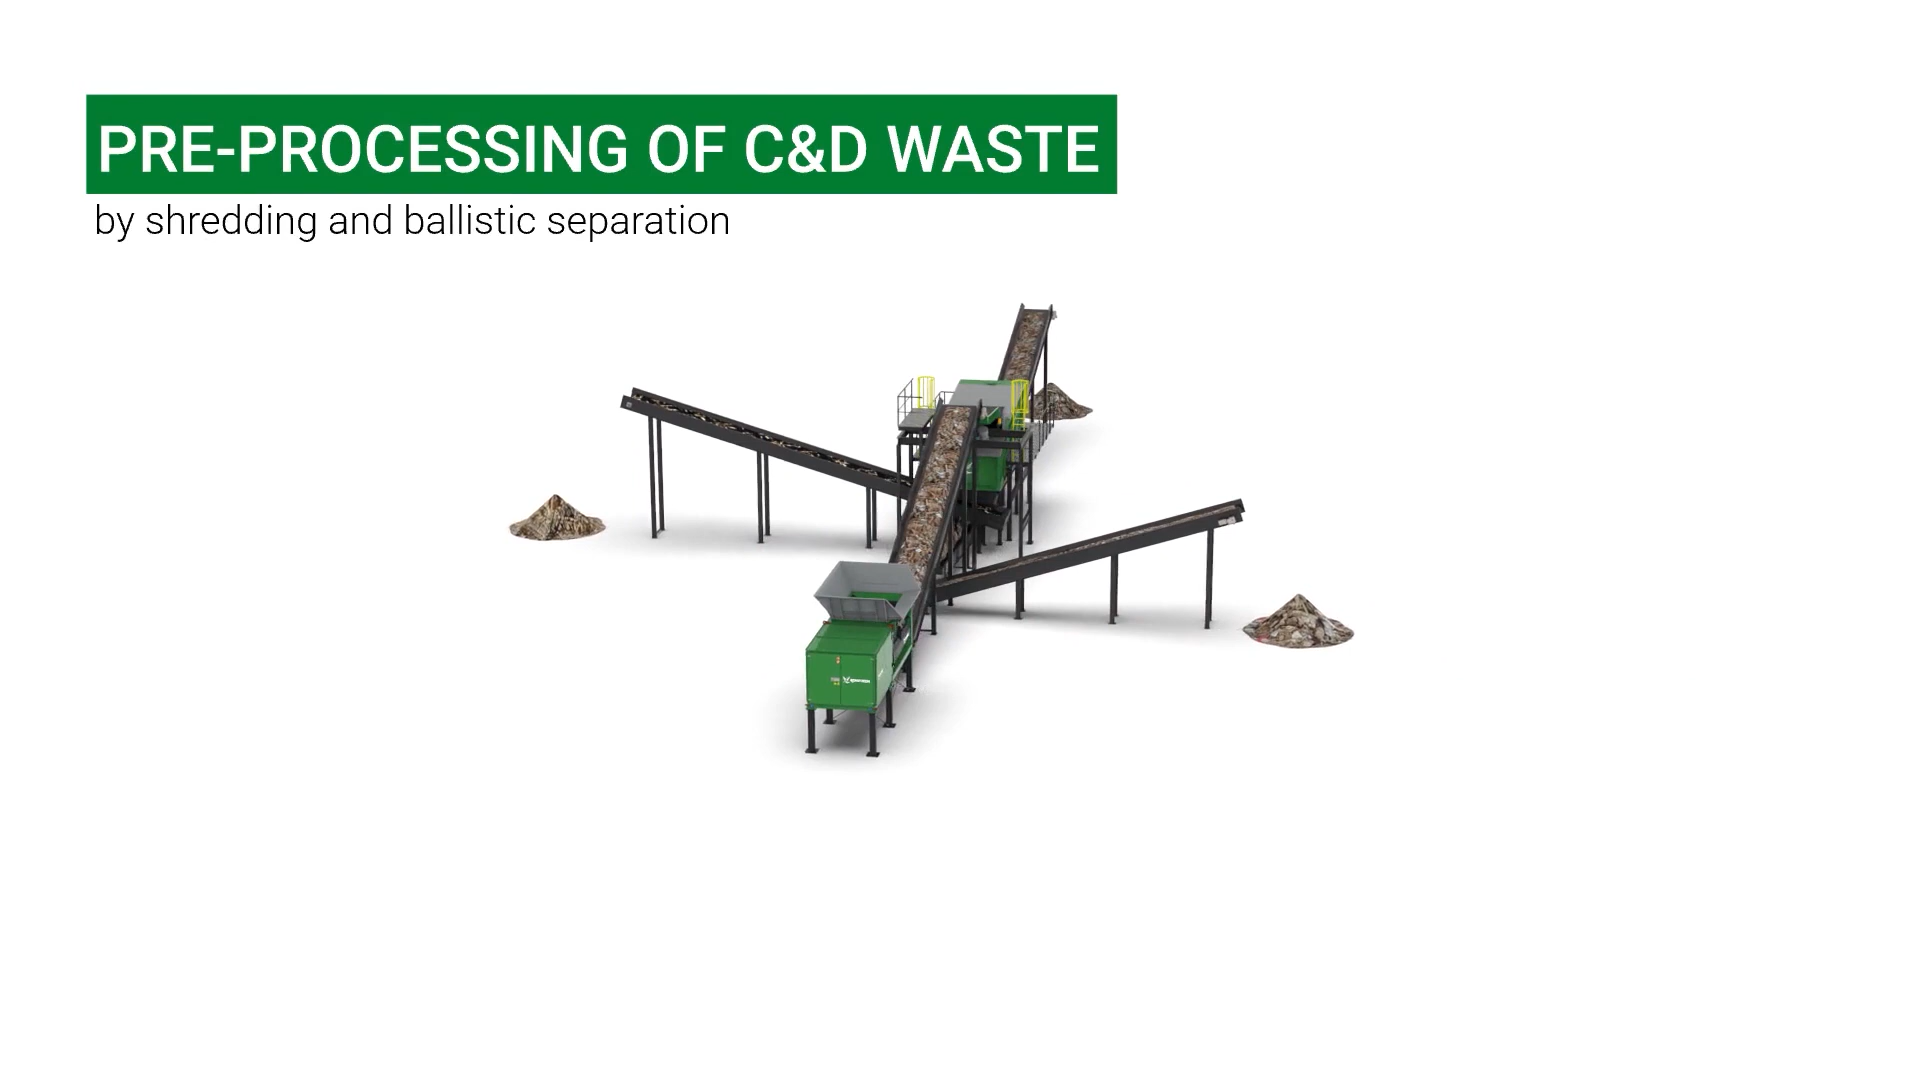 PRE-PROCESSING OF C&D WASTE
by shredding and ballistic separation